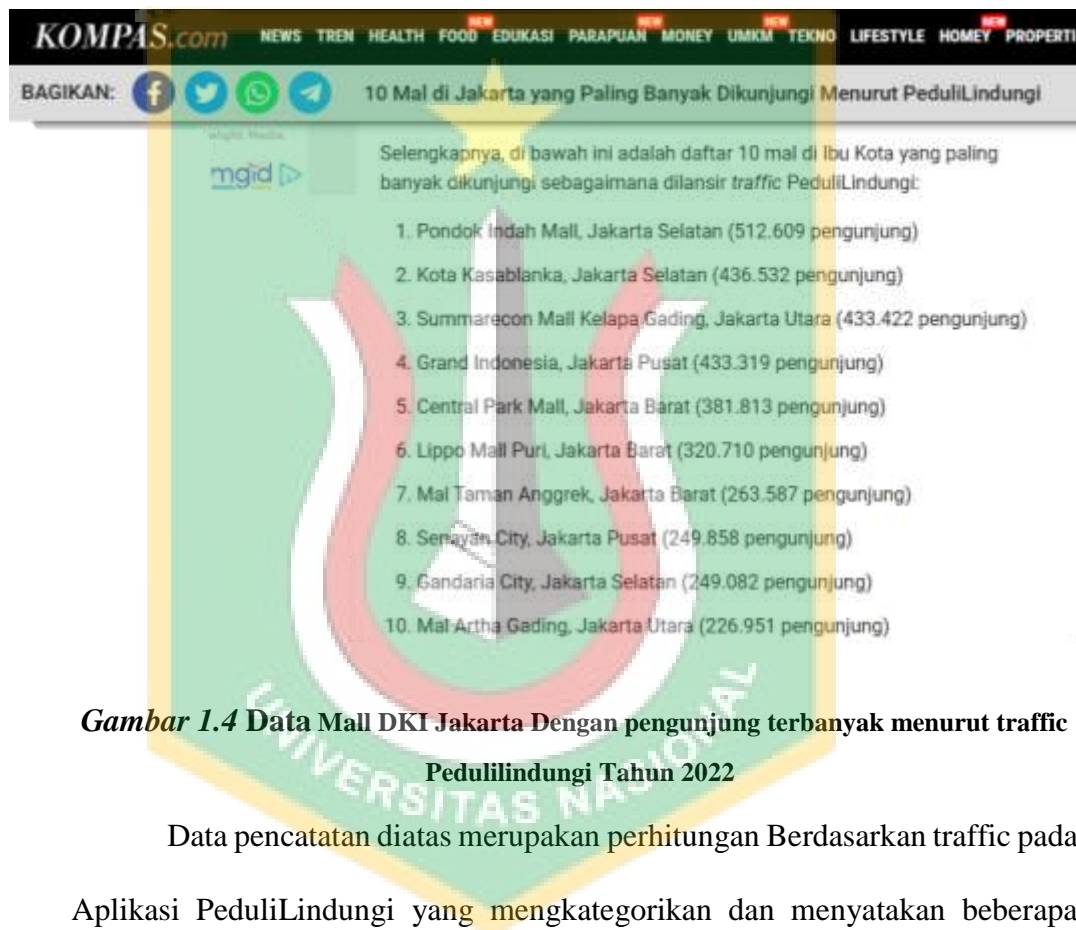 KOMPAS.com NEWS TREN HEALTH FOOD NEW EDUKASI PARAPUAN NEW MONEY UMKM NEW TEKNO LIFESTYLE HOMEY NEW PROPERTI
BAGIKAN: 10 Mal di Jakarta yang Paling Banyak Dikunjungi Menurut PeduliLindungi
mgid
Selengkapnya, di bawah ini adalah daftar 10 mal di Ibu Kota yang paling
banyak dikunjungi sebagaimana dilansir traffic PeduliLindungi:
1. Pondok Indah Mall, Jakarta Selatan (512.609 pengunjung)
2. Kota Kasablanka, Jakarta Selatan (436.532 pengunjung)
3. Summarecon Mall Kelapa Gading, Jakarta Utara (433.422 pengunjung)
4. Grand Indonesia, Jakarta Pusat (433.319 pengunjung)
5. Central Park Mall, Jakarta Barat (381.813 pengunjung)
6. Lippo Mall Puri, Jakarta Barat (320.710 pengunjung)
7. Mal Taman Anggrek, Jakarta Barat (263.587 pengunjung)
8. Senayan City, Jakarta Pusat (249.858 pengunjung)
9. Gandaria City, Jakarta Selatan (249.082 pengunjung)
10. Mal Artha Gading, Jakarta Utara (226.951 pengunjung)
Gambar 1.4 Data Mall DKI Jakarta Dengan pengunjung terbanyak menurut traffic
Pedulilindungi Tahun 2022
UNIVERSITAS NASIONAL
Data pencatatan diatas merupakan perhitungan Berdasarkan traffic pada
Aplikasi PeduliLindungi yang mengkategorikan dan menyatakan beberapa